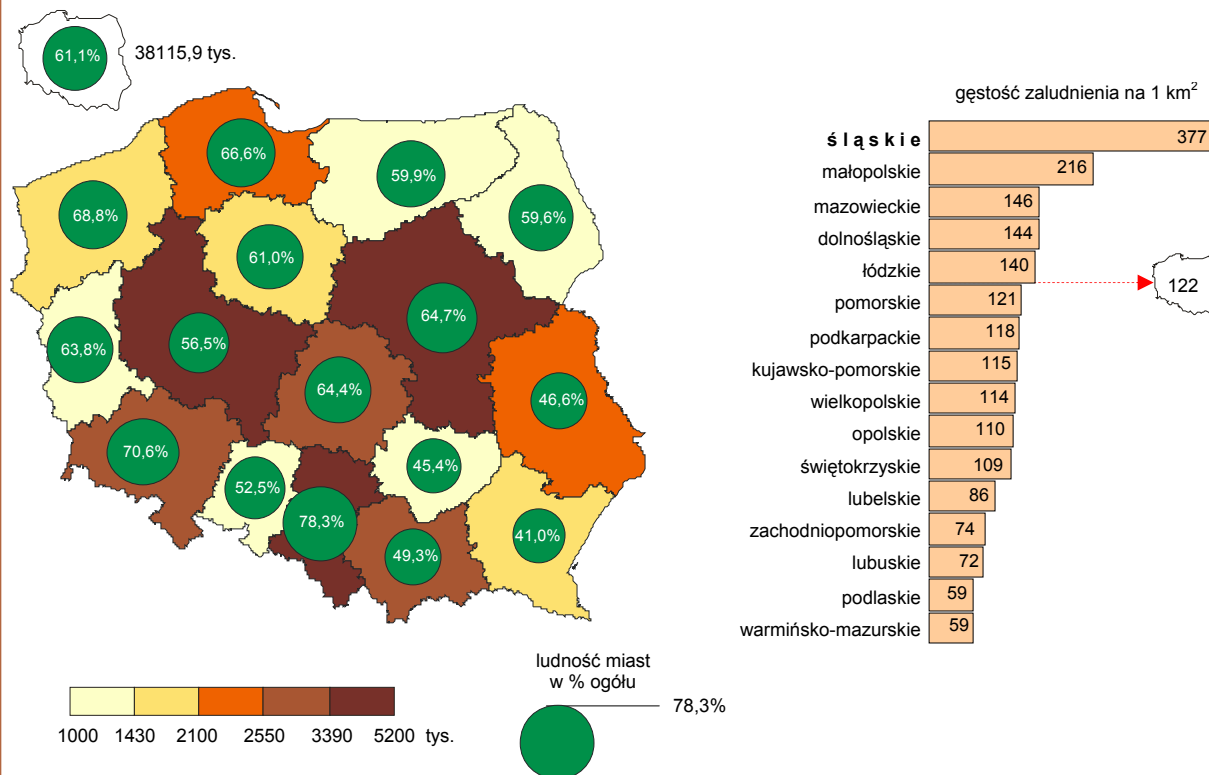 61,1%
38115,9 tys.
66,6%
59,9%
59,6%
68,8%
61,0%
64,7%
63,8%
56,5%
64,4%
46,6%
70,6%
52,5%
45,4%
78,3%
49,3%
41,0%
1000 1430 2100 2550 3390 5200 tys.
ludność miast
w % ogółu
78,3%
gęstość zaludnienia na 1 km²
śląskie 377
małopolskie 216
mazowieckie 146
dolnośląskie 144
łódzkie 140
122
pomorskie 121
podkarpackie 118
kujawsko-pomorskie 115
wielkopolskie 114
opolskie 110
świętokrzyskie 109
lubelskie 86
zachodniopomorskie 74
lubuskie 72
podlaskie 59
warmińsko-mazurskie 59